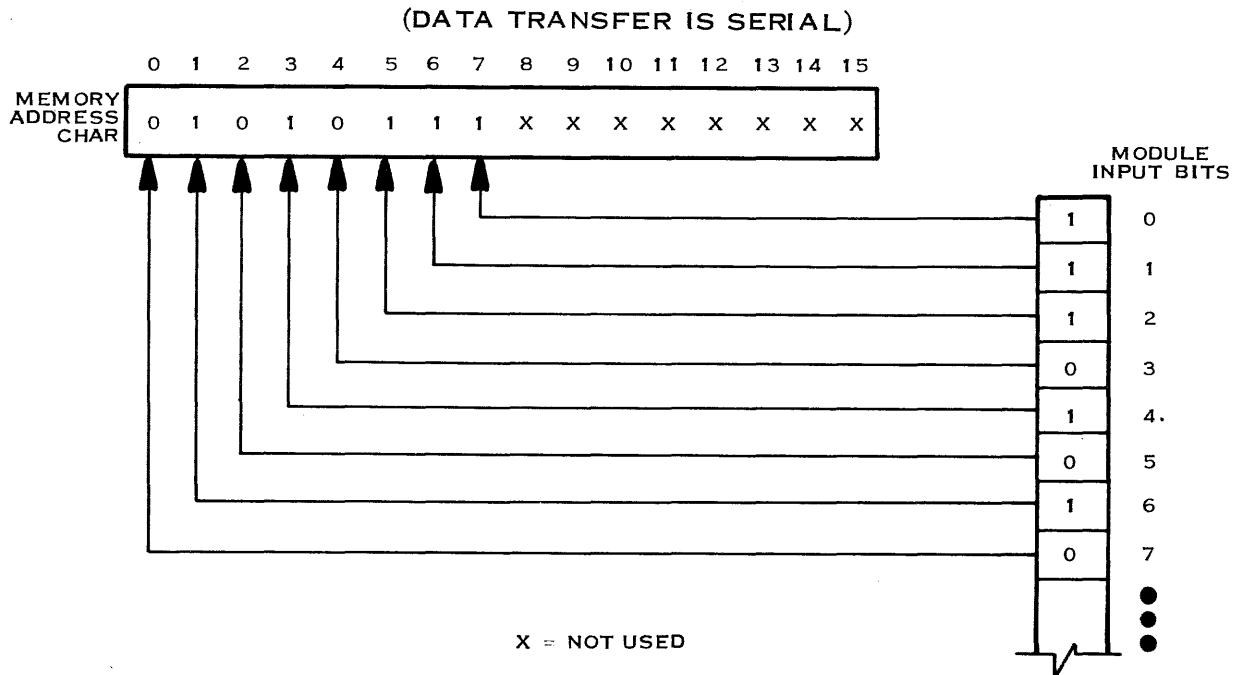 (DATA TRANSFER IS SERIAL)
0 1 2 3 4 5 6 7 8 9 10 11 12 13 14 15
MEMORY
ADDRESS
CHAR
0 1 0 1 0 1 1 1 X X X X X X X X
MODULE
INPUT BITS
1 0
1 1
1 2
0 3
1 4.
0 5
1 6
0 7
X = NOT USED